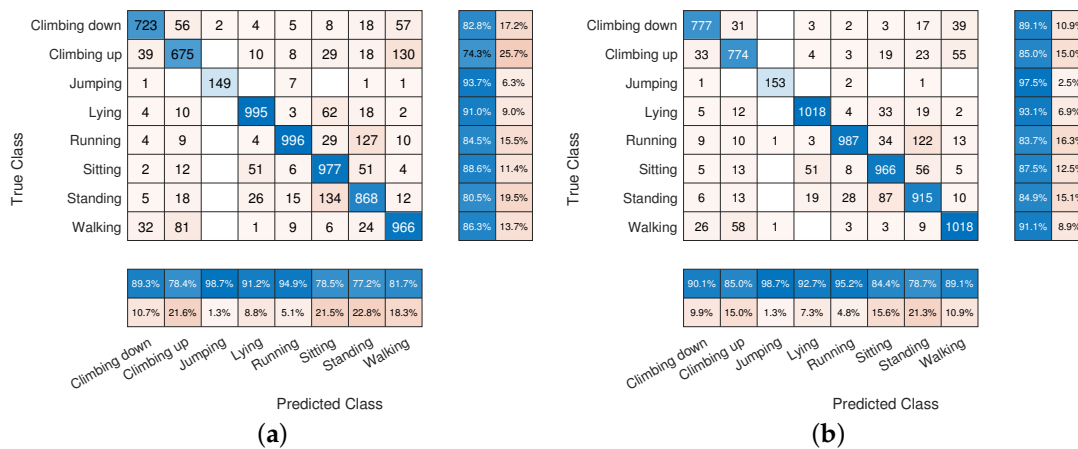 True Class
Climbing down 723 56 2 4 5 8 18 57 82.8% 17.2%
Climbing up 39 675 10 8 29 18 130 74.3% 25.7%
Jumping 1 149 7 1 1 93.7% 6.3%
Lying 4 10 995 3 62 18 2 91.0% 9.0%
Running 4 9 4 996 29 127 10 84.5% 15.5%
Sitting 2 12 51 6 977 51 4 88.6% 11.4%
Standing 5 18 26 15 134 868 12 80.5% 19.5%
Walking 32 81 1 9 6 24 966 86.3% 13.7%
89.3% 78.4% 98.7% 91.2% 94.9% 78.5% 77.2% 81.7%
10.7% 21.6% 1.3% 8.8% 5.1% 21.5% 22.8% 18.3%
Climbing down Climbing up Jumping Lying Running Sitting Standing Walking
Predicted Class
(a)
True Class
Climbing down 777 31 3 2 3 17 39 89.1% 10.9%
Climbing up 33 774 4 3 19 23 55 85.0% 15.0%
Jumping 1 153 2 1 97.5% 2.5%
Lying 5 12 1018 4 33 19 2 93.1% 6.9%
Running 9 10 1 3 987 34 122 13 83.7% 16.3%
Sitting 5 13 51 8 966 56 5 87.5% 12.5%
Standing 6 13 19 28 87 915 10 84.9% 15.1%
Walking 26 58 1 3 3 9 1018 91.1% 8.9%
90.1% 85.0% 98.7% 92.7% 95.2% 84.4% 78.7% 89.1%
9.9% 15.0% 1.3% 7.3% 4.8% 15.6% 21.3% 10.9%
Climbing down Climbing up Jumping Lying Running Sitting Standing Walking
Predicted Class
(b)